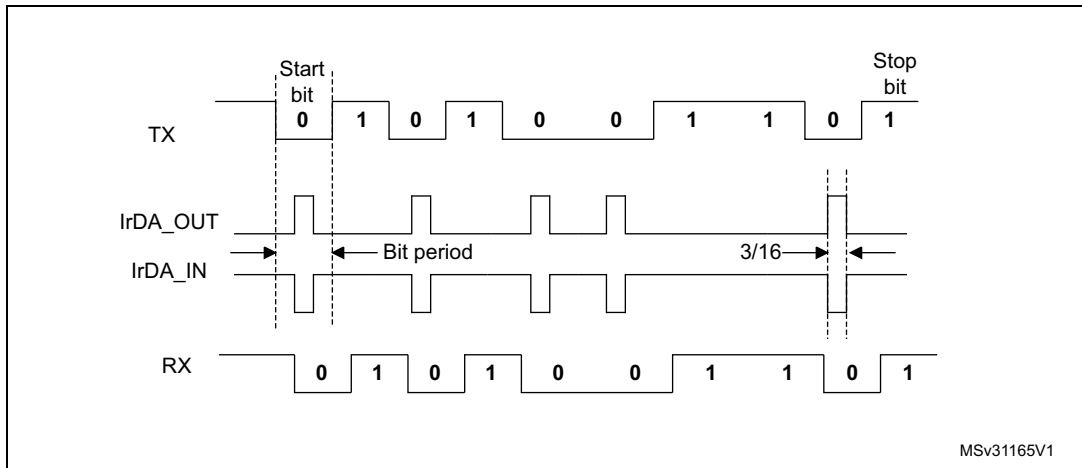 Start bit
Stop bit
TX
0 1 0 1 0 0 1 1 0 1
IrDA_OUT
Bit period
3/16
IrDA_IN
RX
0 1 0 1 0 0 1 1 0 1
MSv31165V1